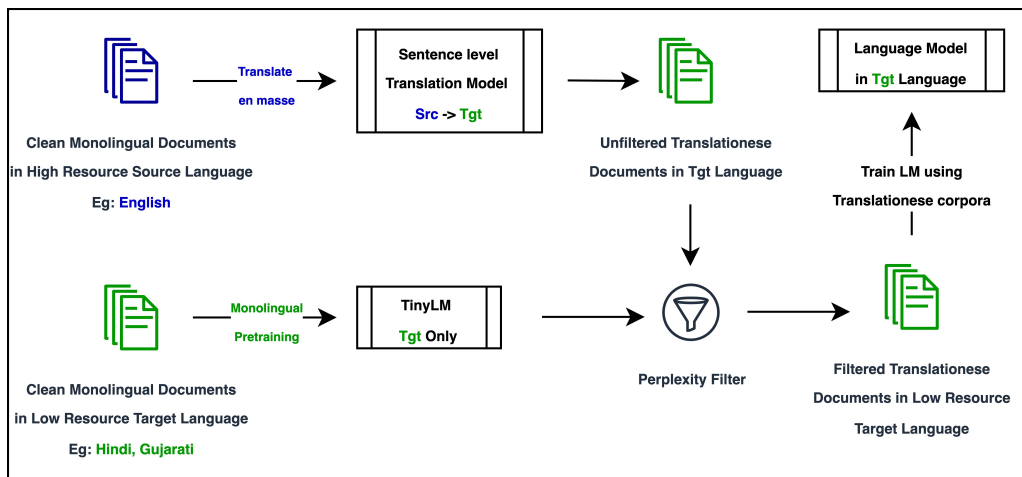 Translate
en masse
Clean Monolingual Documents
in High Resource Source Language
Eg: English
Sentence level
Translation Model
Src -> Tgt
Unfiltered Translationese
Documents in Tgt Language
Language Model
in Tgt Language
Train LM using
Translationese corpora
Monolingual
Pretraining
Clean Monolingual Documents
in Low Resource Target Language
Eg: Hindi, Gujarati
TinyLM
Tgt Only
Perplexity Filter
Filtered Translationese
Documents in Low Resource
Target Language